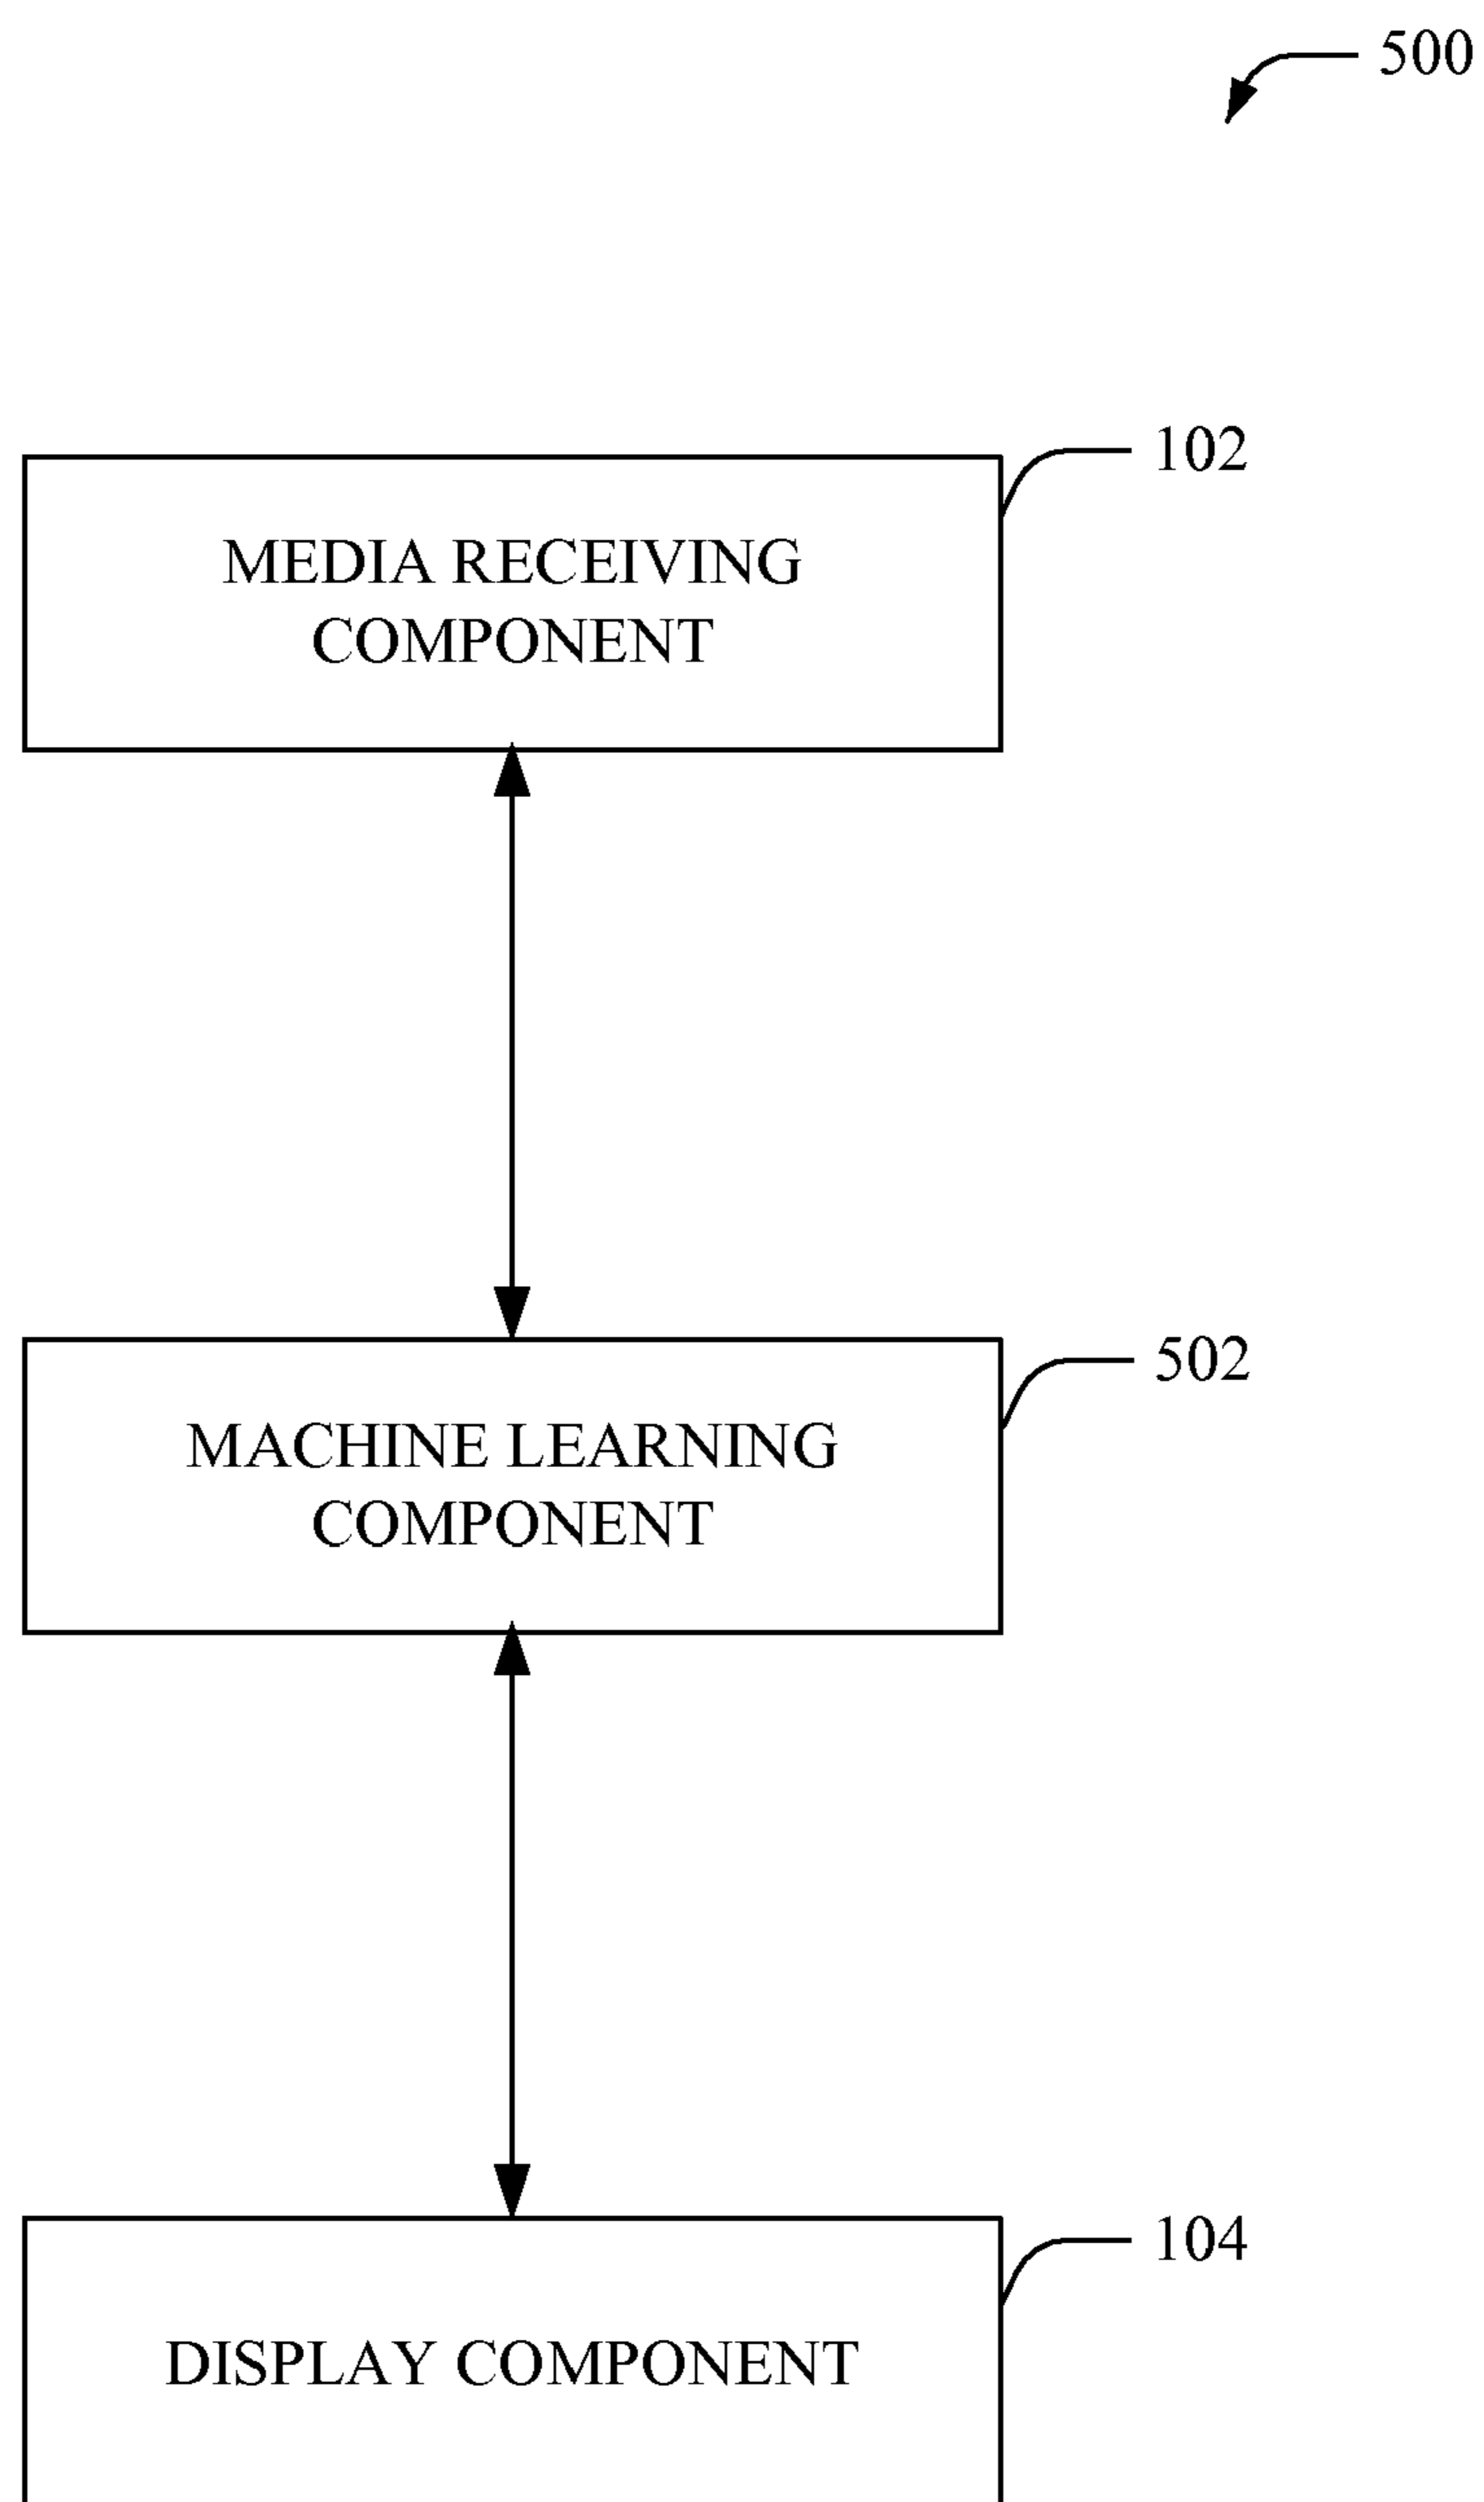 500
102
MEDIA RECEIVING
COMPONENT
502
MACHINE LEARNING
COMPONENT
104
DISPLAY COMPONENT